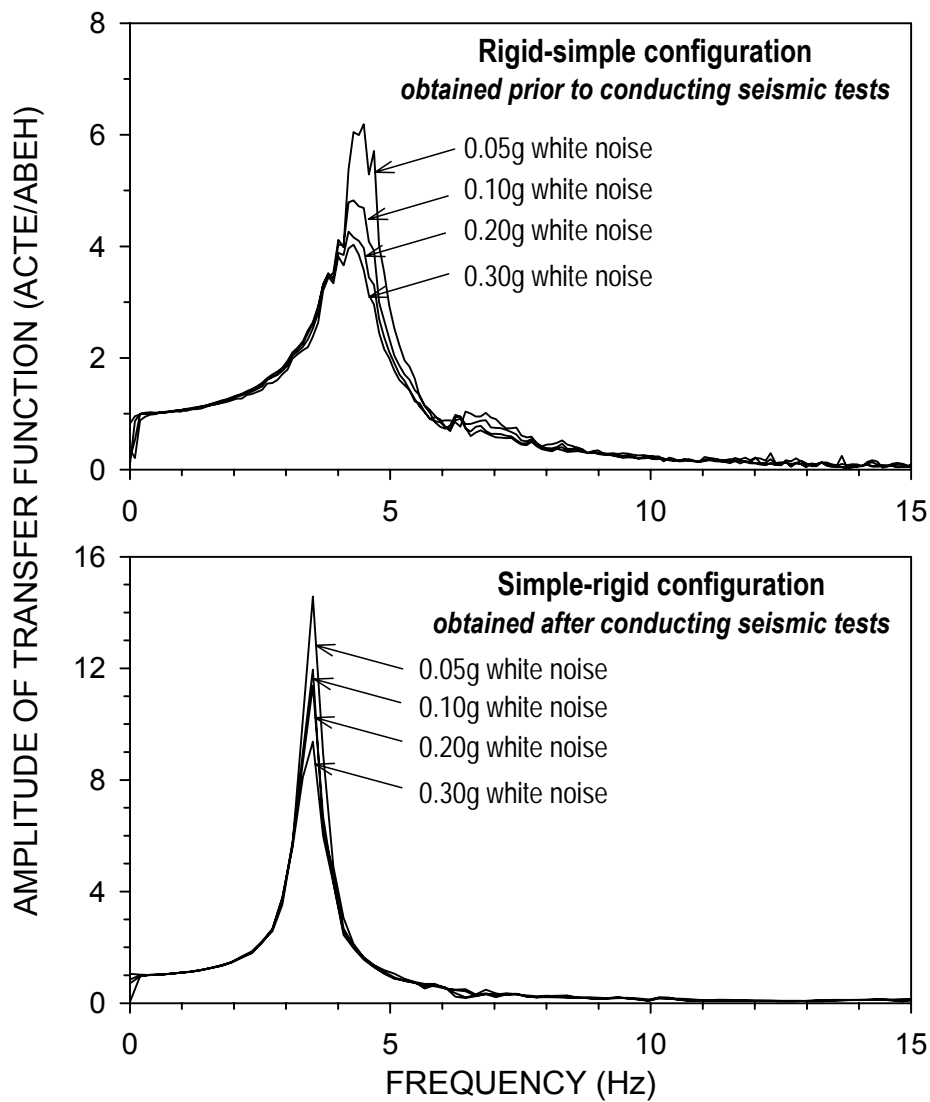 AMPLITUDE OF TRANSFER FUNCTION (ACTE/ABEH)
8
6
4
2
0
Rigid-simple configuration
obtained prior to conducting seismic tests
0.05g white noise
0.10g white noise
0.20g white noise
0.30g white noise
0 5 10 15
16
12
8
4
0
Simple-rigid configuration
obtained after conducting seismic tests
0.05g white noise
0.10g white noise
0.20g white noise
0.30g white noise
0 5 10 15
FREQUENCY (Hz)